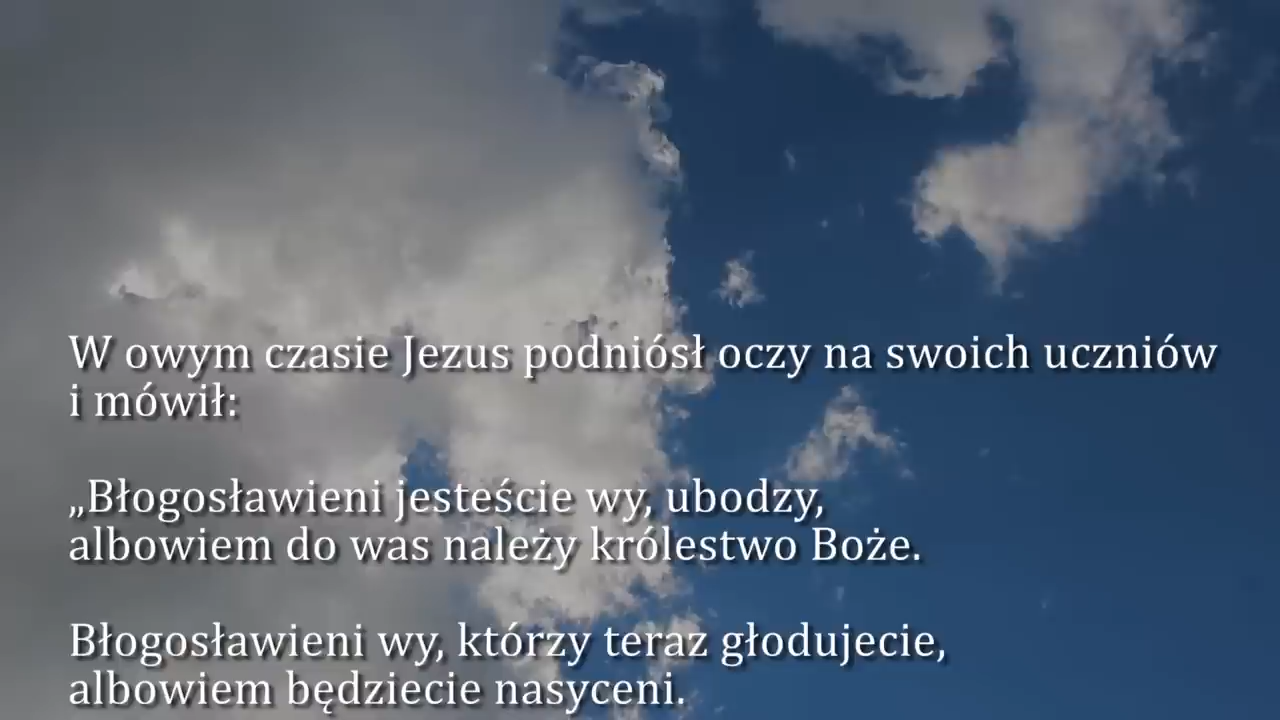 W owym czasie Jezus podniósł oczy na swoich uczniów
i mówił:
„Błogosławieni jesteście wy, ubodzy,
albowiem do was należy królestwo Boże.
Błogosławieni wy, którzy teraz głodujecie,
albowiem będziecie nasyceni.